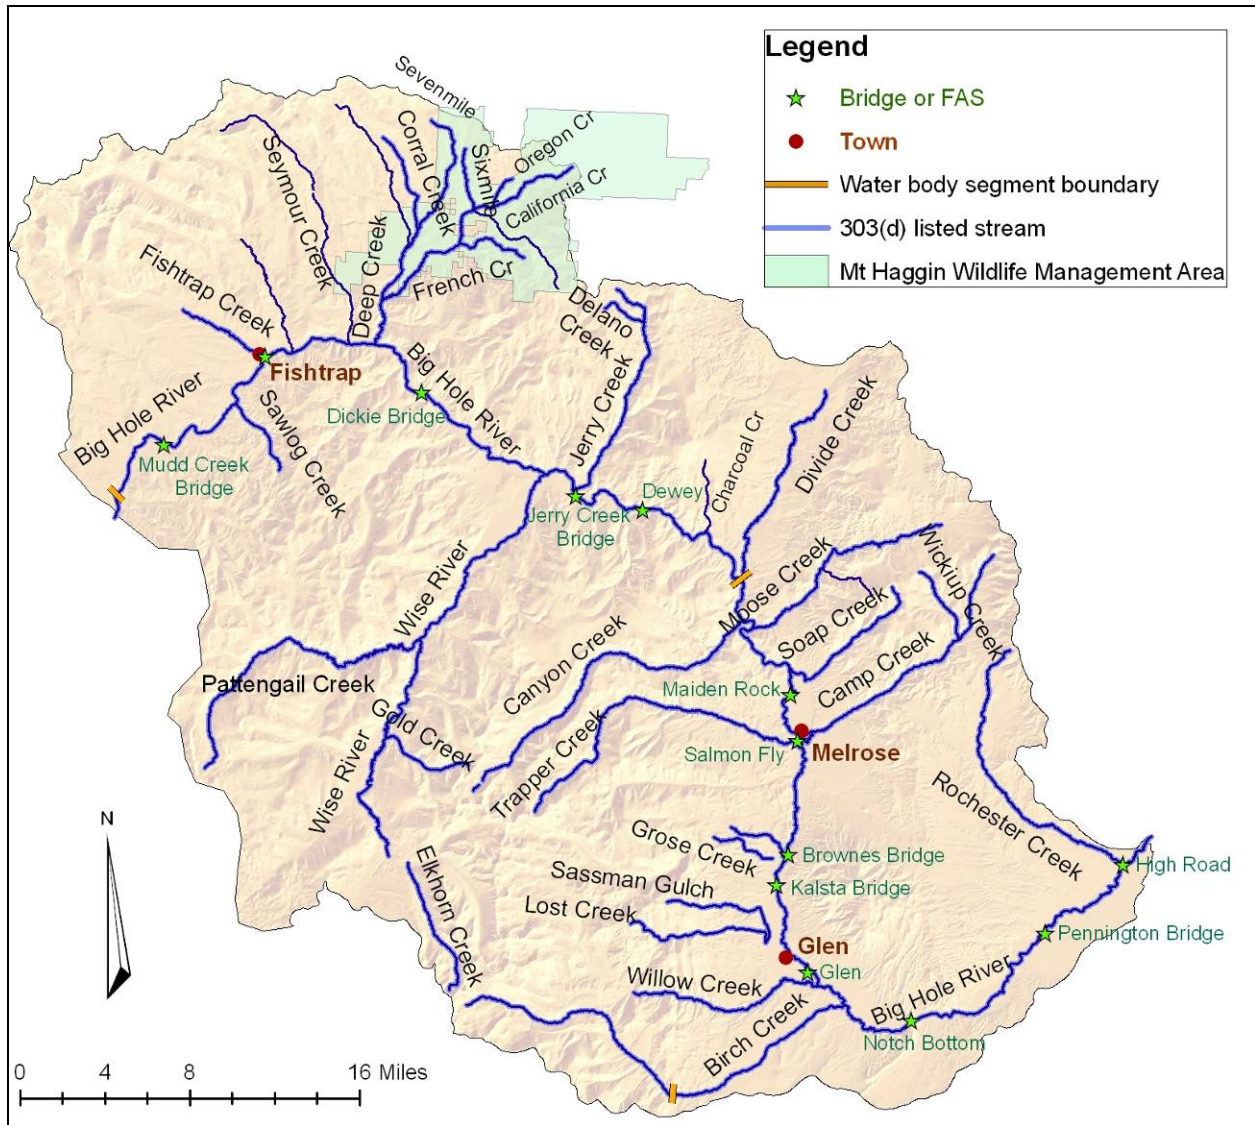 Legend
Bridge or FAS
Town
Water body segment boundary
303(d) listed stream
Mt Haggin Wildlife Management Area
Sevenmile
Corral Creek
Sixmile
Oregon Cr
California Cr
Seymour Creek
Deep Creek
French Cr
Fishtrap Creek
Delano
Creek
Fishtrap
Big Hole River
Jerry Creek
Dickie Bridge
Big Hole River
Sawlog Creek
Mudd Creek
Bridge
Divide Creek
Charcoal Cr
Dewey
Jerry Creek
Bridge
Wise River
Moose Creek
Wickiup Creek
Soap Creek
Camp Creek
Canyon Creek
Pattengail Creek
Maiden Rock
Gold Creek
Trapper Creek
Salmon Fly
Melrose
Wise River
Rochester Creek
Grose Creek
Brownes Bridge
High Road
Sassman Gulch
Kalsta Bridge
Elkhorn Creek
Lost Creek
Pennington Bridge
Glen
Glen
Willow Creek
Big Hole River
Birch Creek
Notch Bottom
N
0 4 8 16 Miles